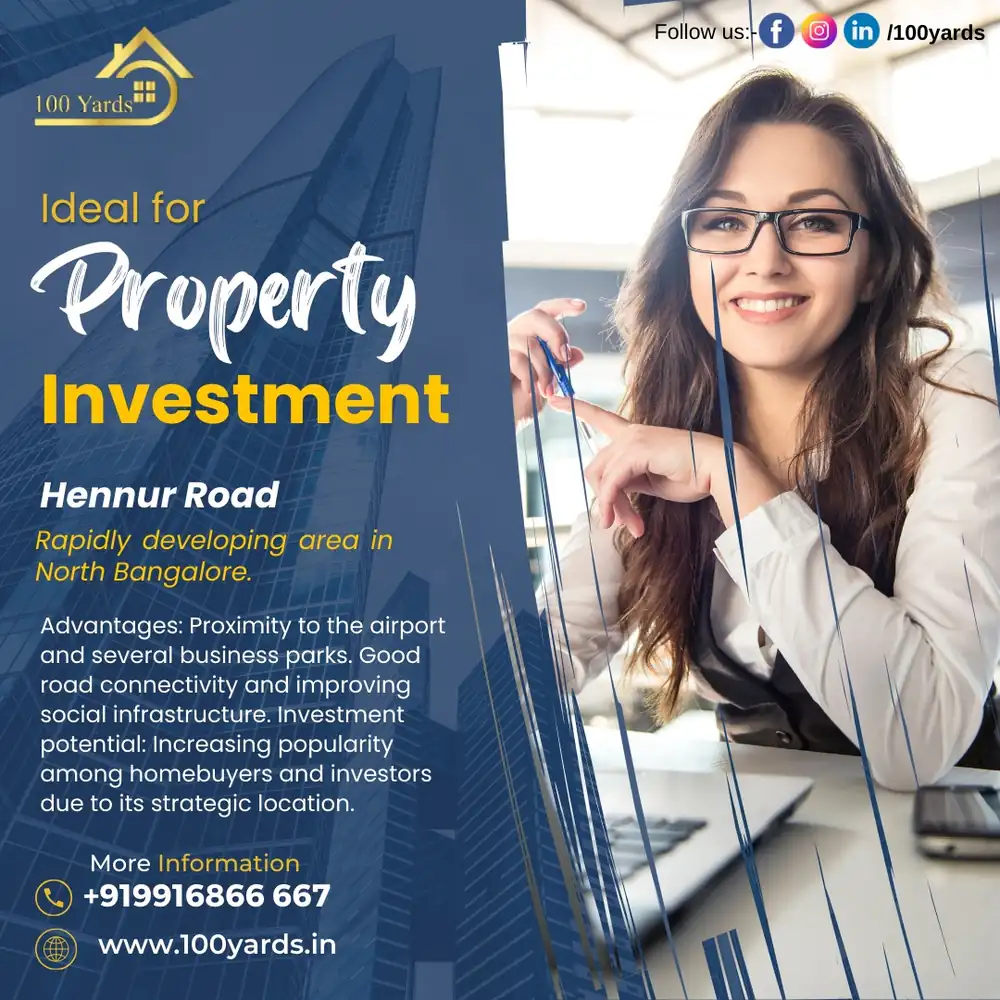 Follow us:- /100yards
100 Yards
Ideal for
Property
Investment
Hennur Road
Rapidly developing area in
North Bangalore.
Advantages: Proximity to the airport
and several business parks. Good
road connectivity and improving
social infrastructure. Investment
potential: Increasing popularity
among homebuyers and investors
due to its strategic location.
More Information
+919916866 667
www.100yards.in